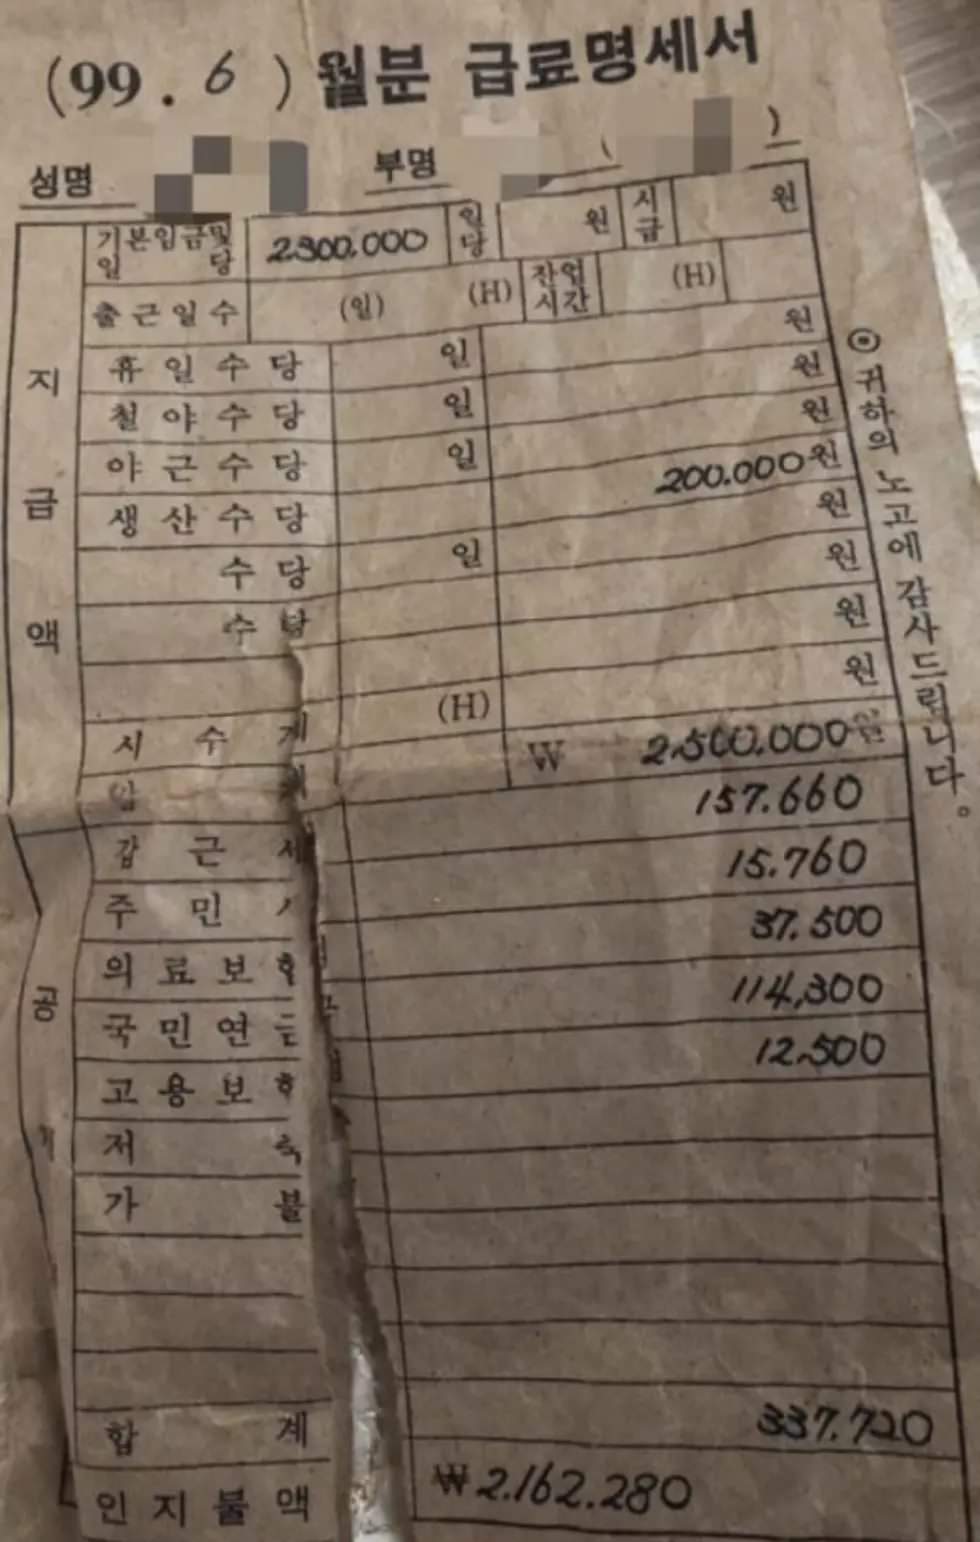 (99. 6 ) 월분 급료명세서
성명 부명 ( )
기본임금및 일당 2.300.000 일당 원 시급 원
출근일수 (일) (H) 잔업시간 (H)
휴일수당 일 원
철야수당 일 원
야근수당 일 원
생산수당 200.000원
수당 일 원
수당 원
원
시수계 (H) 원
₩ 2.500.000원
갑근세 157.660
주민 15.760
의료보험 37.500
국민연금 114,300
고용보험 12.500
저축
가불
합계 337.720
인지불액 ₩2.162.280
지급액
공
◉귀하의 노고에 감사드립니다。